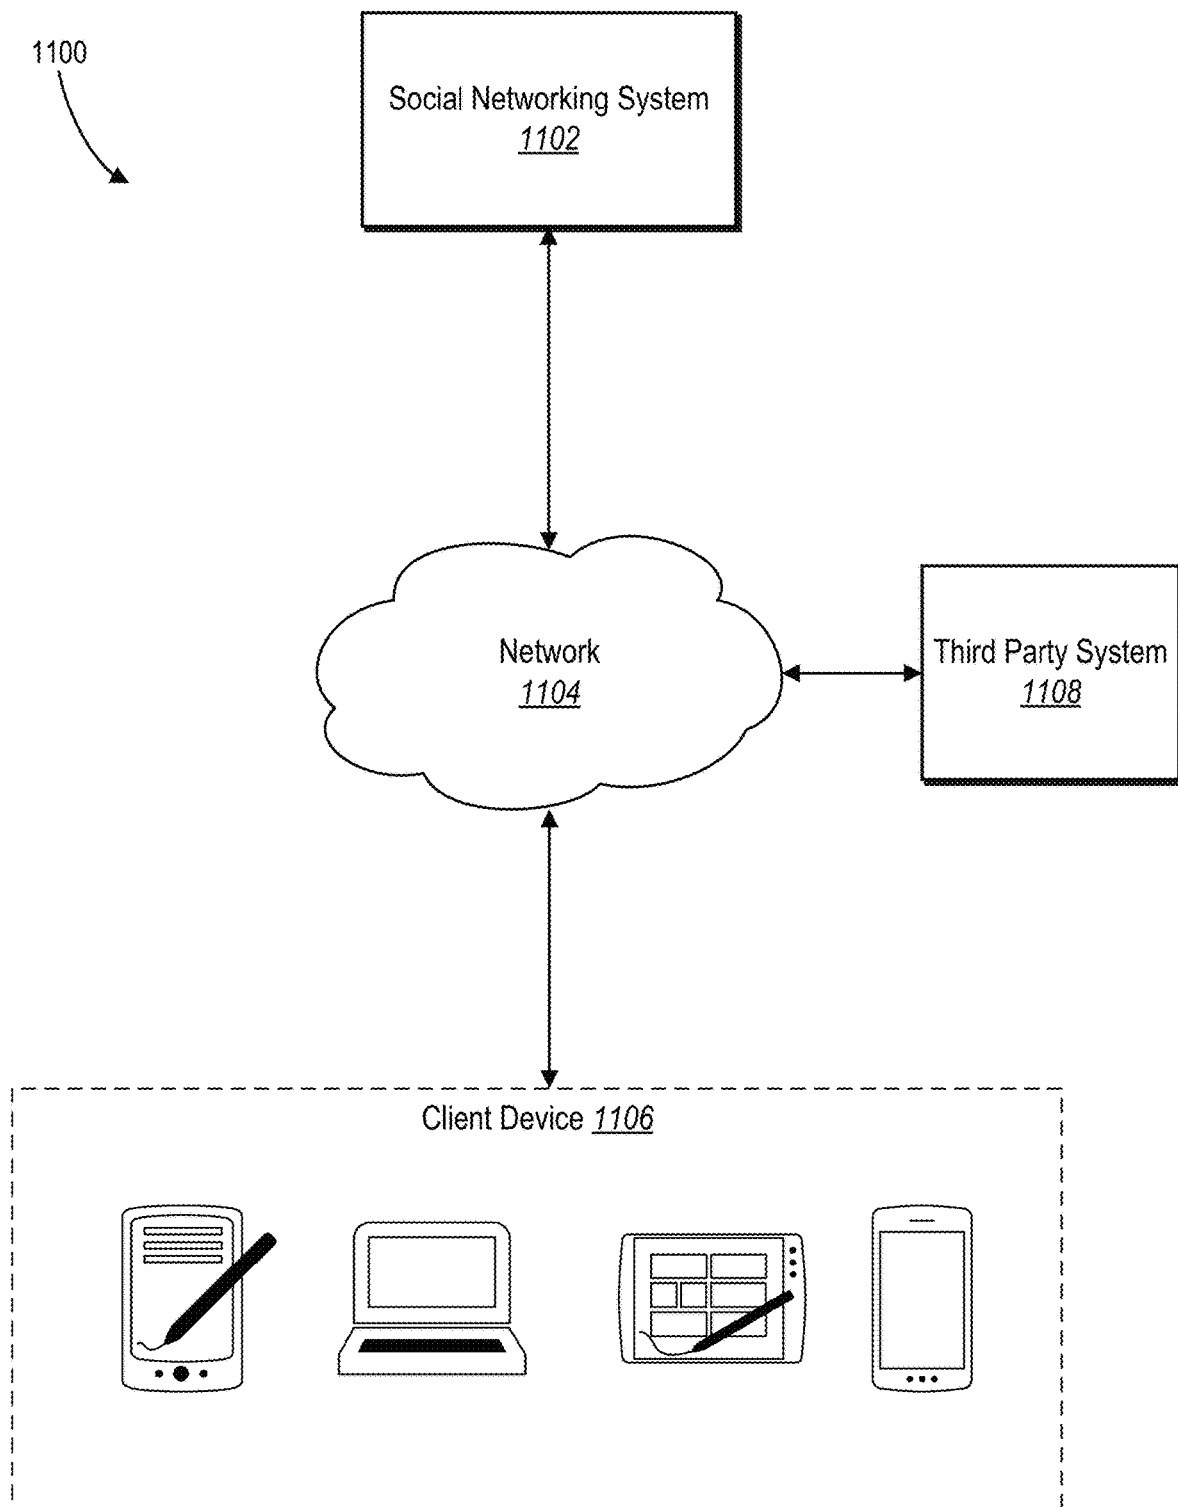 1100
Social Networking System
1102
Network
1104
Third Party System
1108
Client Device 1106